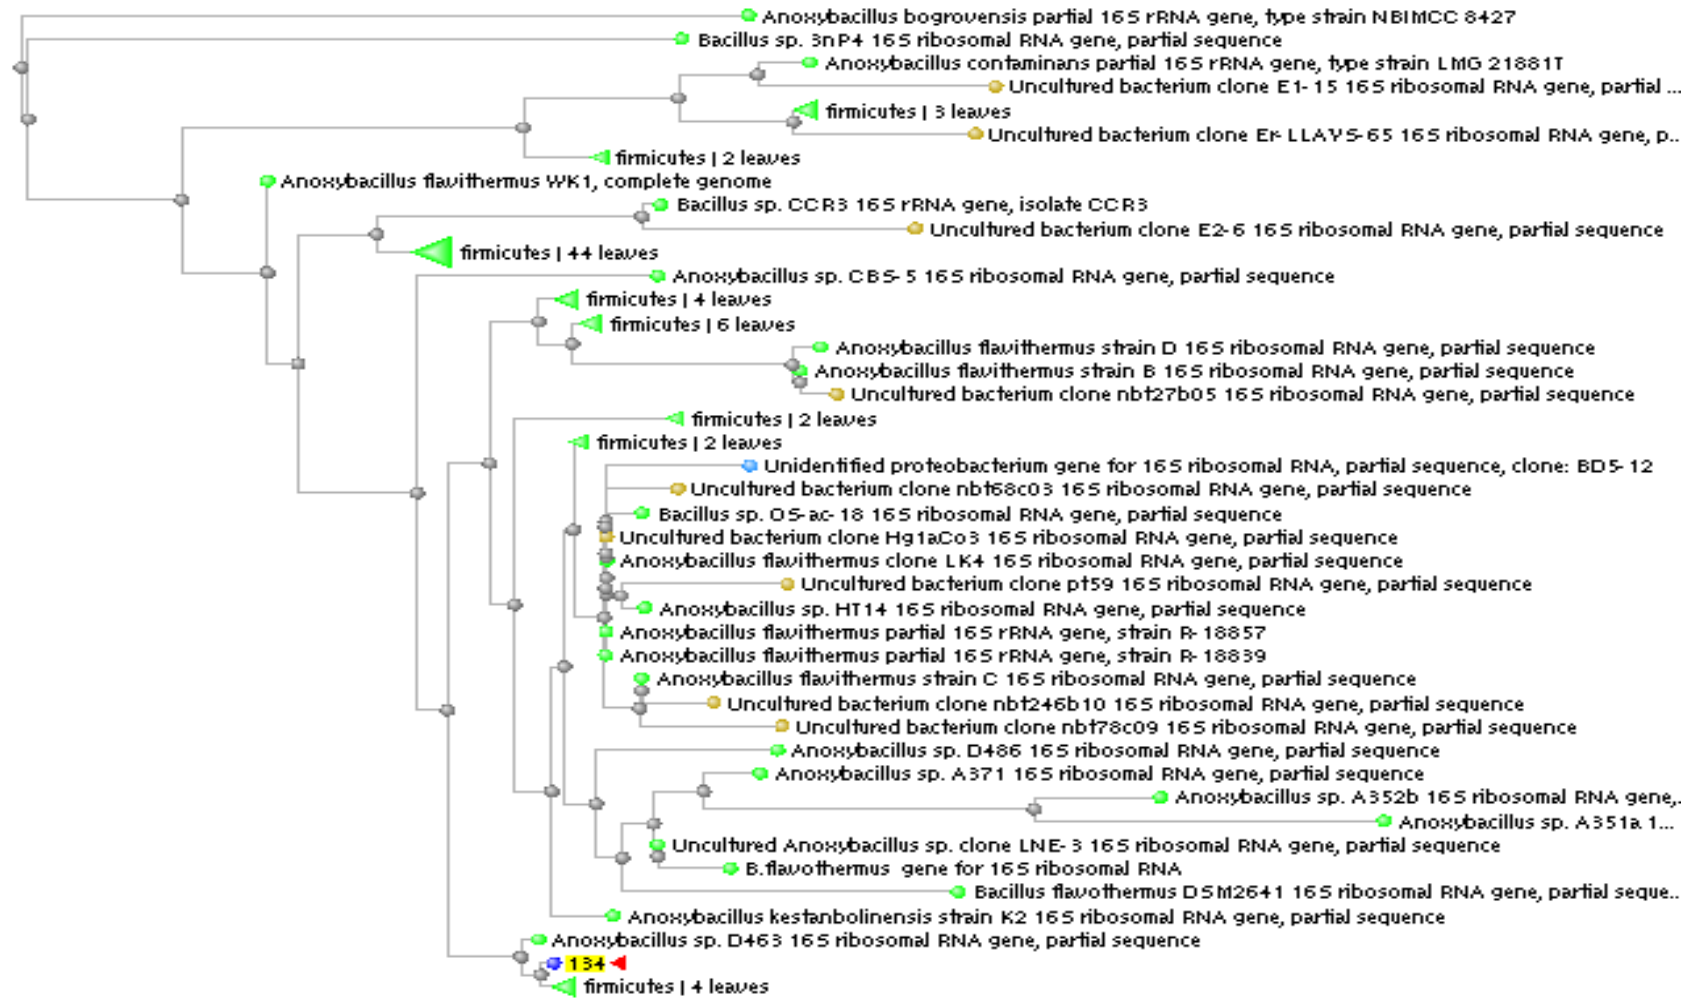 Anoxybacillus bogrovensis partial 16S rRNA gene, type strain NBIMCC 8427
Bacillus sp. 3nP4 16S ribosomal RNA gene, partial sequence
Anoxybacillus contaminans partial 16S rRNA gene, type strain LMG 21881T
Uncultured bacterium clone E1-15 16S ribosomal RNA gene, partial ...
firmicutes | 3 leaves
Uncultured bacterium clone Er-LLAYS-65 16S ribosomal RNA gene, p...
firmicutes | 2 leaves
Anoxybacillus flavithermus WK1, complete genome
Bacillus sp. CCR3 16S rRNA gene, isolate CCR3
Uncultured bacterium clone E2-6 16S ribosomal RNA gene, partial sequence
firmicutes | 44 leaves
Anoxybacillus sp. CBS-5 16S ribosomal RNA gene, partial sequence
firmicutes | 4 leaves
firmicutes | 6 leaves
Anoxybacillus flavithermus strain D 16S ribosomal RNA gene, partial sequence
Anoxybacillus flavithermus strain B 16S ribosomal RNA gene, partial sequence
Uncultured bacterium clone nbt27b05 16S ribosomal RNA gene, partial sequence
firmicutes | 2 leaves
firmicutes | 2 leaves
Unidentified proteobacterium gene for 16S ribosomal RNA, partial sequence, clone: BD5-12
Uncultured bacterium clone nbt68c03 16S ribosomal RNA gene, partial sequence
Bacillus sp. OS-ac-18 16S ribosomal RNA gene, partial sequence
Uncultured bacterium clone Hg1aCo3 16S ribosomal RNA gene, partial sequence
Anoxybacillus flavithermus clone LK4 16S ribosomal RNA gene, partial sequence
Uncultured bacterium clone pt59 16S ribosomal RNA gene, partial sequence
Anoxybacillus sp. HT14 16S ribosomal RNA gene, partial sequence
Anoxybacillus flavithermus partial 16S rRNA gene, strain R-18857
Anoxybacillus flavithermus partial 16S rRNA gene, strain R-18839
Anoxybacillus flavithermus strain C 16S ribosomal RNA gene, partial sequence
Uncultured bacterium clone nbt246b10 16S ribosomal RNA gene, partial sequence
Uncultured bacterium clone nbt78c09 16S ribosomal RNA gene, partial sequence
Anoxybacillus sp. D486 16S ribosomal RNA gene, partial sequence
Anoxybacillus sp. A371 16S ribosomal RNA gene, partial sequence
Anoxybacillus sp. A352b 16S ribosomal RNA gene,.
Anoxybacillus sp. A351a 1...
Uncultured Anoxybacillus sp. clone LNE-3 16S ribosomal RNA gene, partial sequence
B.flavothermus gene for 16S ribosomal RNA
Bacillus flavothermus DSM2641 16S ribosomal RNA gene, partial seque..
Anoxybacillus kestanbolinensis strain K2 16S ribosomal RNA gene, partial sequence
Anoxybacillus sp. D463 16S ribosomal RNA gene, partial sequence
134
firmicutes | 4 leaves